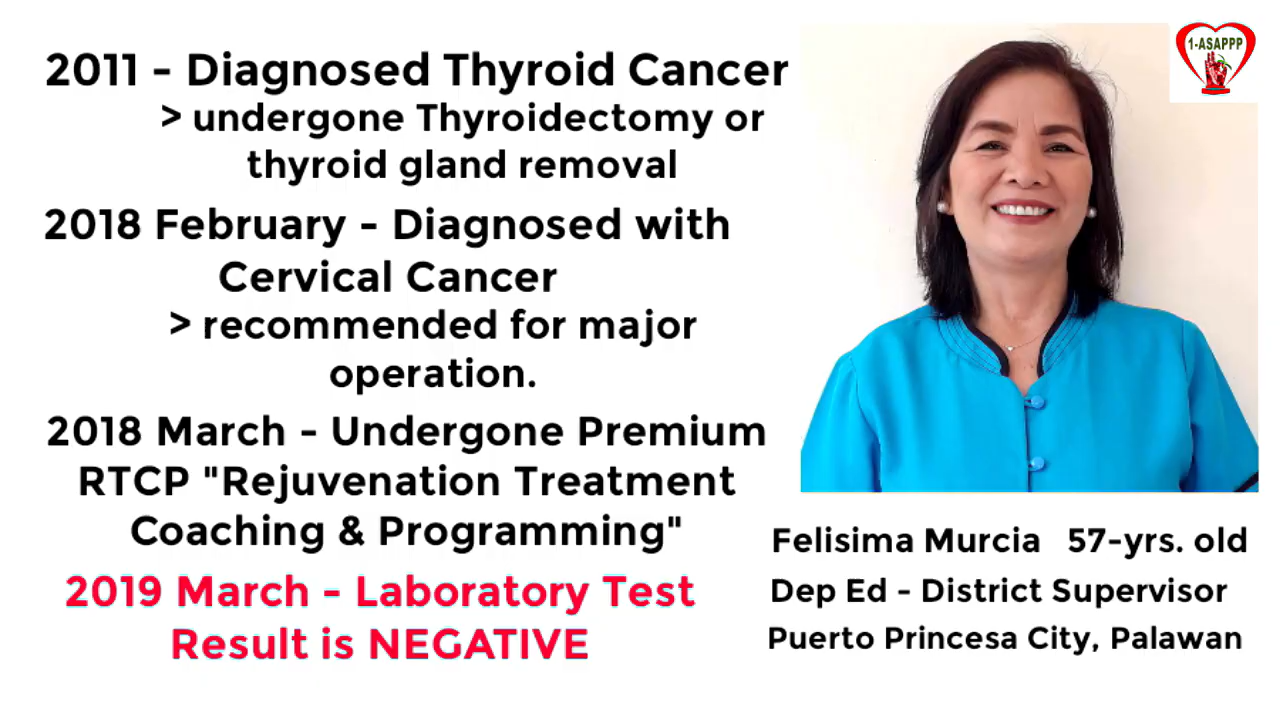 2011 - Diagnosed Thyroid Cancer
> undergone Thyroidectomy or
thyroid gland removal
2018 February - Diagnosed with
Cervical Cancer
> recommended for major
operation.
2018 March - Undergone Premium
RTCP "Rejuvenation Treatment
Coaching & Programming"
2019 March - Laboratory Test
Result is NEGATIVE
1-ASAPPP
Felisima Murcia 57-yrs. old
Dep Ed - District Supervisor
Puerto Princesa City, Palawan